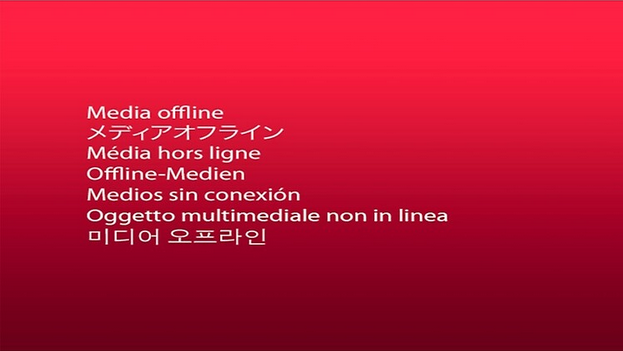 Media offline
メディアオフライン
Média hors ligne
Offline-Medien
Medios sin conexión
Oggetto multimediale non in linea
미디어 오프라인